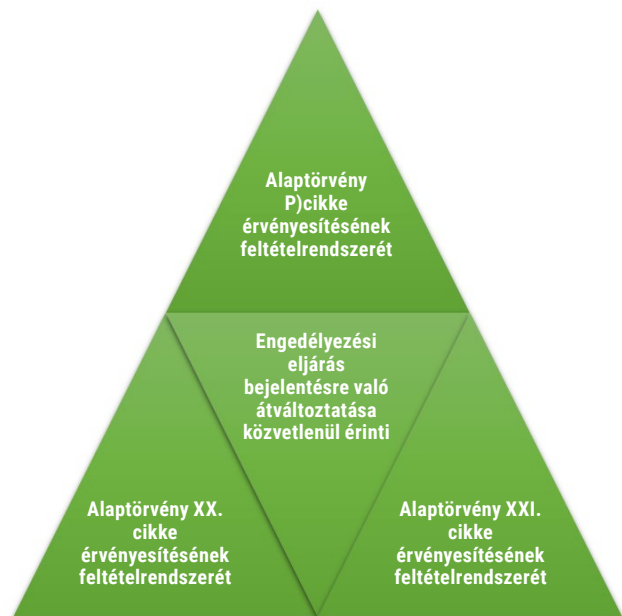 Alaptörvény
P)cikke
érvényesítésének
feltételrendszerét
Engedélyezési
eljárás
bejelentésre való
átváltoztatása
közvetlenül érinti
Alaptörvény XX.
cikke
érvényesítésének
feltételrendszerét
Alaptörvény XXI.
cikke
érvényesítésének
feltételrendszerét